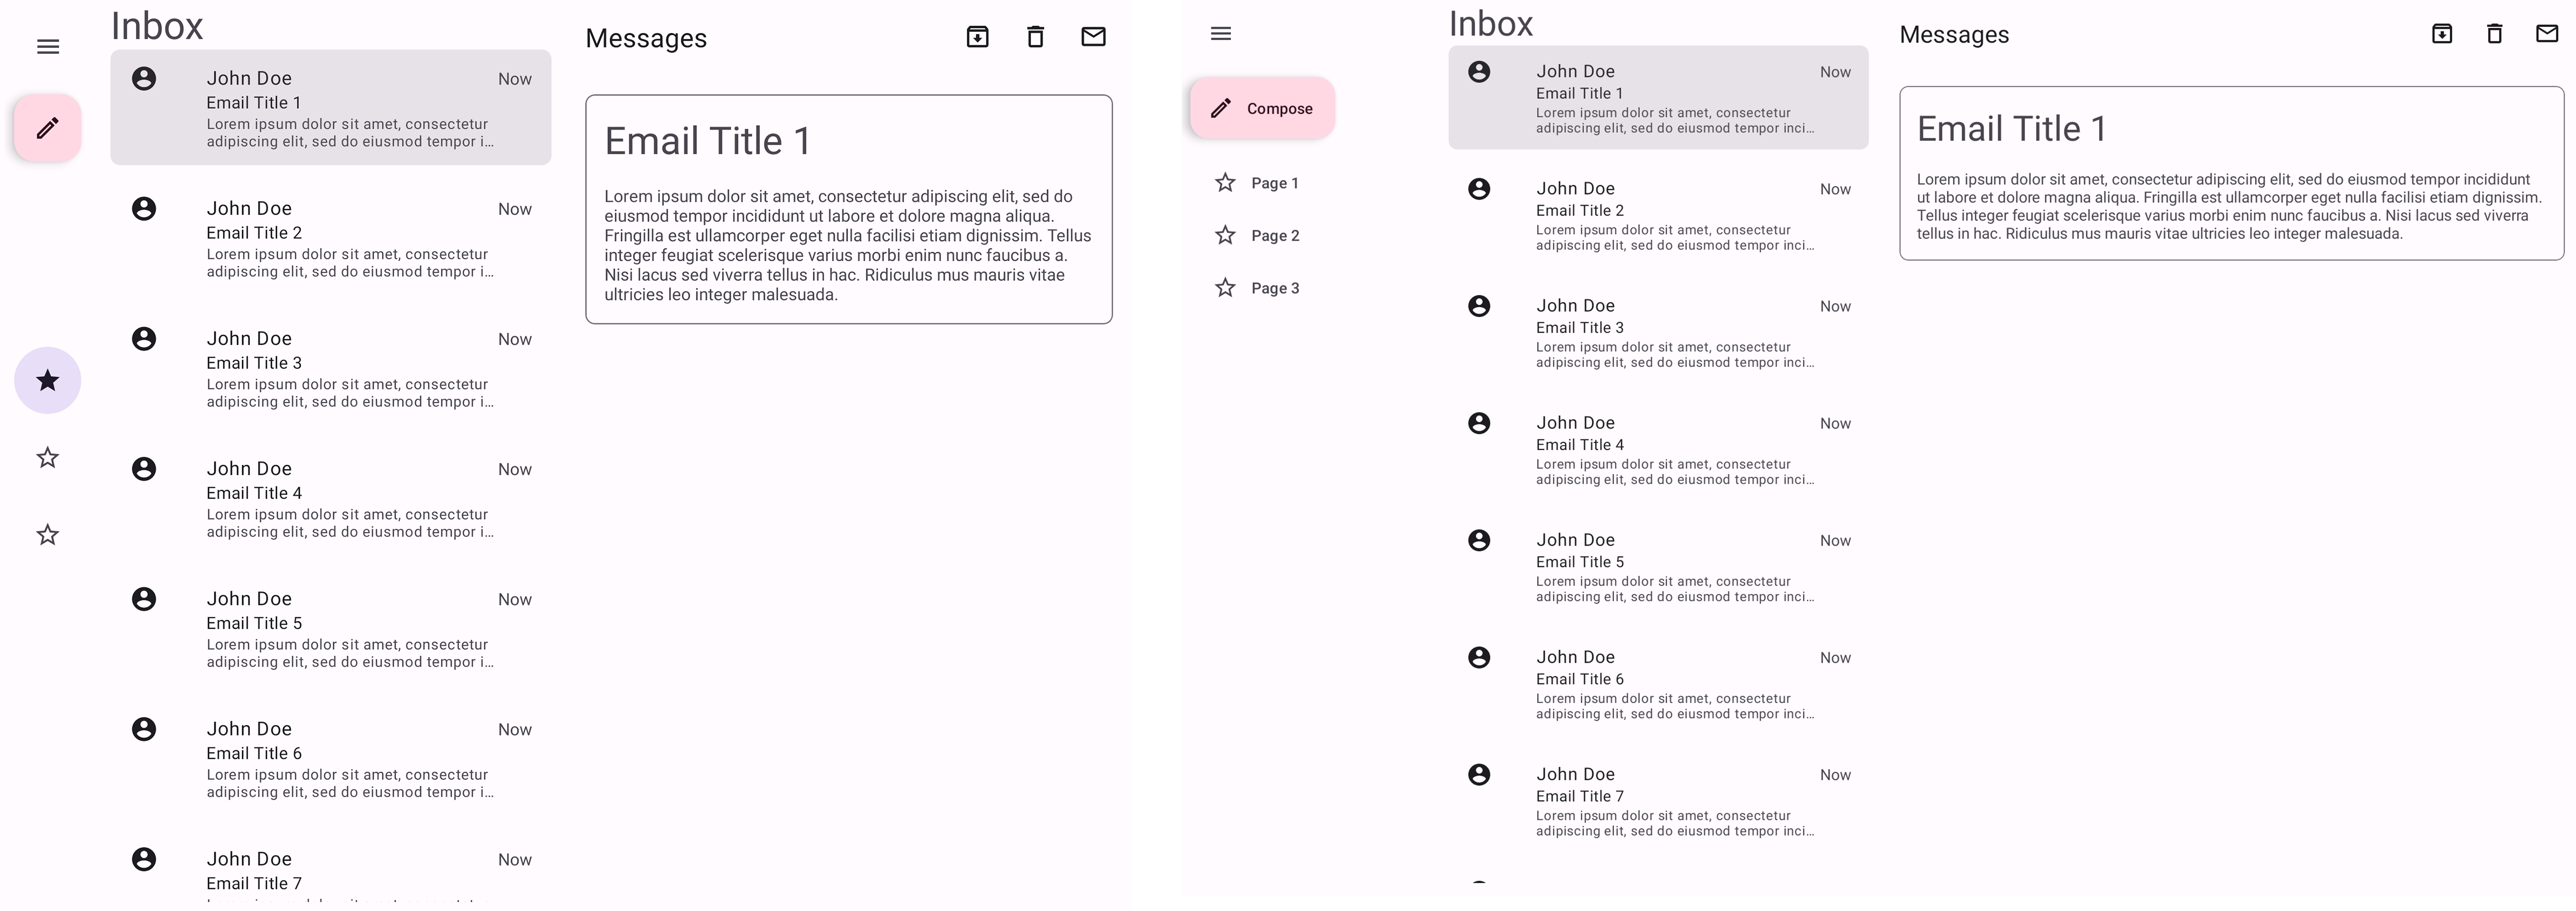 Inbox
John Doe
Now
Email Title 1
Lorem ipsum dolor sit amet, consectetur
adipiscing elit, sed do eiusmod tempor i...
John Doe
Now
Email Title 2
Lorem ipsum dolor sit amet, consectetur
adipiscing elit, sed do eiusmod tempor i...
John Doe
Now
Email Title 3
Lorem ipsum dolor sit amet, consectetur
adipiscing elit, sed do eiusmod tempor i...
John Doe
Now
Email Title 4
Lorem ipsum dolor sit amet, consectetur
adipiscing elit, sed do eiusmod tempor i...
John Doe
Now
Email Title 5
Lorem ipsum dolor sit amet, consectetur
adipiscing elit, sed do eiusmod tempor i...
John Doe
Now
Email Title 6
Lorem ipsum dolor sit amet, consectetur
adipiscing elit, sed do eiusmod tempor i...
John Doe
Now
Email Title 7
Messages
Email Title 1
Lorem ipsum dolor sit amet, consectetur adipiscing elit, sed do
eiusmod tempor incididunt ut labore et dolore magna aliqua.
Fringilla est ullamcorper eget nulla facilisi etiam dignissim. Tellus
integer feugiat scelerisque varius morbi enim nunc faucibus a.
Nisi lacus sed viverra tellus in hac. Ridiculus mus mauris vitae
ultricies leo integer malesuada.
Compose
Page 1
Page 2
Page 3
Inbox
John Doe
Now
Email Title 1
Lorem ipsum dolor sit amet, consectetur
adipiscing elit, sed do eiusmod tempor inci...
John Doe
Now
Email Title 2
Lorem ipsum dolor sit amet, consectetur
adipiscing elit, sed do eiusmod tempor inci...
John Doe
Now
Email Title 3
Lorem ipsum dolor sit amet, consectetur
adipiscing elit, sed do eiusmod tempor inci...
John Doe
Now
Email Title 4
Lorem ipsum dolor sit amet, consectetur
adipiscing elit, sed do eiusmod tempor inci...
John Doe
Now
Email Title 5
Lorem ipsum dolor sit amet, consectetur
adipiscing elit, sed do eiusmod tempor inci...
John Doe
Now
Email Title 6
Lorem ipsum dolor sit amet, consectetur
adipiscing elit, sed do eiusmod tempor inci...
John Doe
Now
Email Title 7
Lorem ipsum dolor sit amet, consectetur
adipiscing elit, sed do eiusmod tempor inci...
Messages
Email Title 1
Lorem ipsum dolor sit amet, consectetur adipiscing elit, sed do eiusmod tempor incididunt
ut labore et dolore magna aliqua. Fringilla est ullamcorper eget nulla facilisi etiam dignissim.
Tellus integer feugiat scelerisque varius morbi enim nunc faucibus a. Nisi lacus sed viverra
tellus in hac. Ridiculus mus mauris vitae ultricies leo integer malesuada.